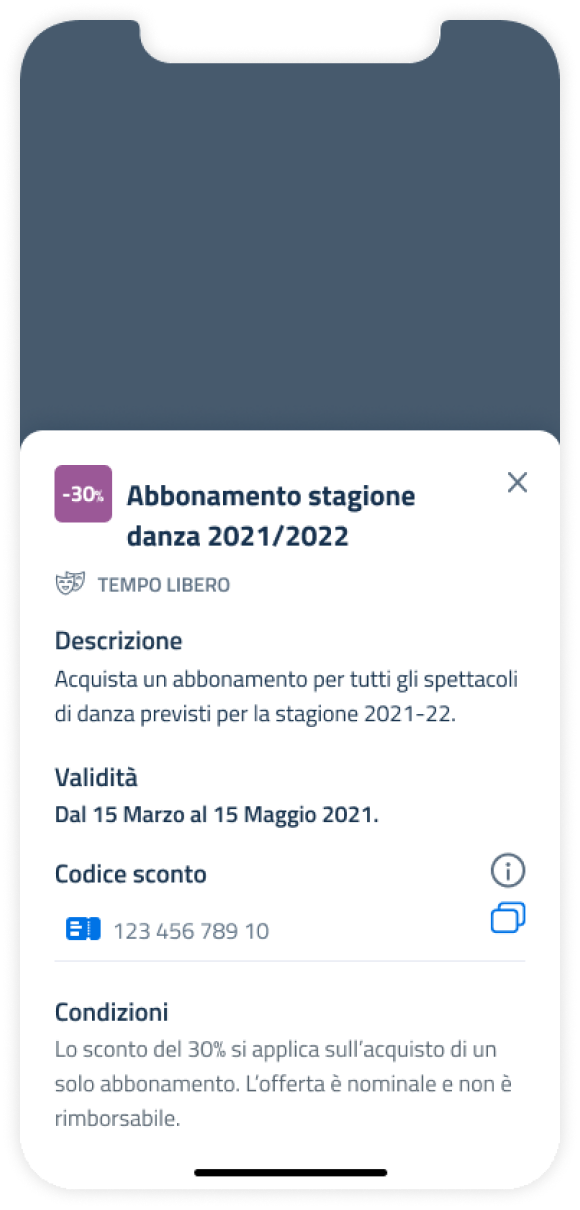 -30%
Abbonamento stagione
danza 2021/2022
TEMPO LIBERO
Descrizione
Acquista un abbonamento per tutti gli spettacoli
di danza previsti per la stagione 2021-22.
Validità
Dal 15 Marzo al 15 Maggio 2021.
Codice sconto
123 456 789 10
Condizioni
Lo sconto del 30% si applica sull’acquisto di un
solo abbonamento. L’offerta è nominale e non è
rimborsabile.